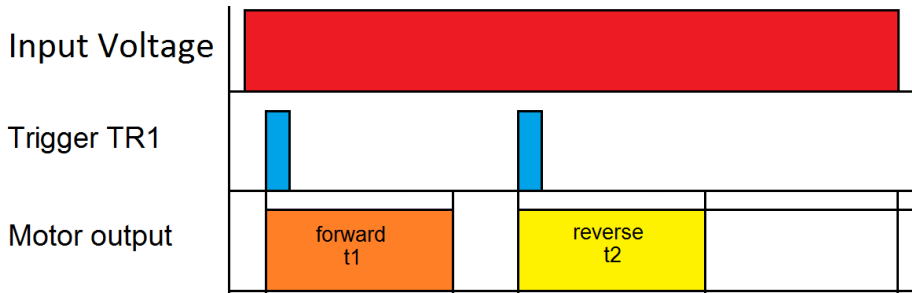 Input Voltage
Trigger TR1
Motor output
forward
t1
reverse
t2